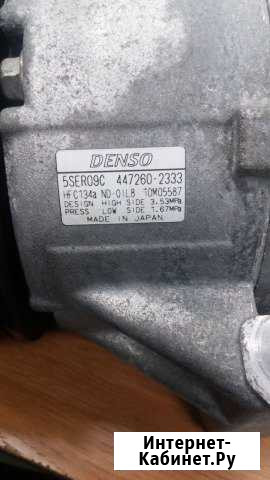 DENSO
5SER09C 447260-2333
HFC134a ND-OIL8 10M05587
DESIGN HIGH SIDE 3.53MPa
PRESS LOW SIDE 1.67MPa
MADE IN JAPAN
Интернет-
Кабинет.Ру